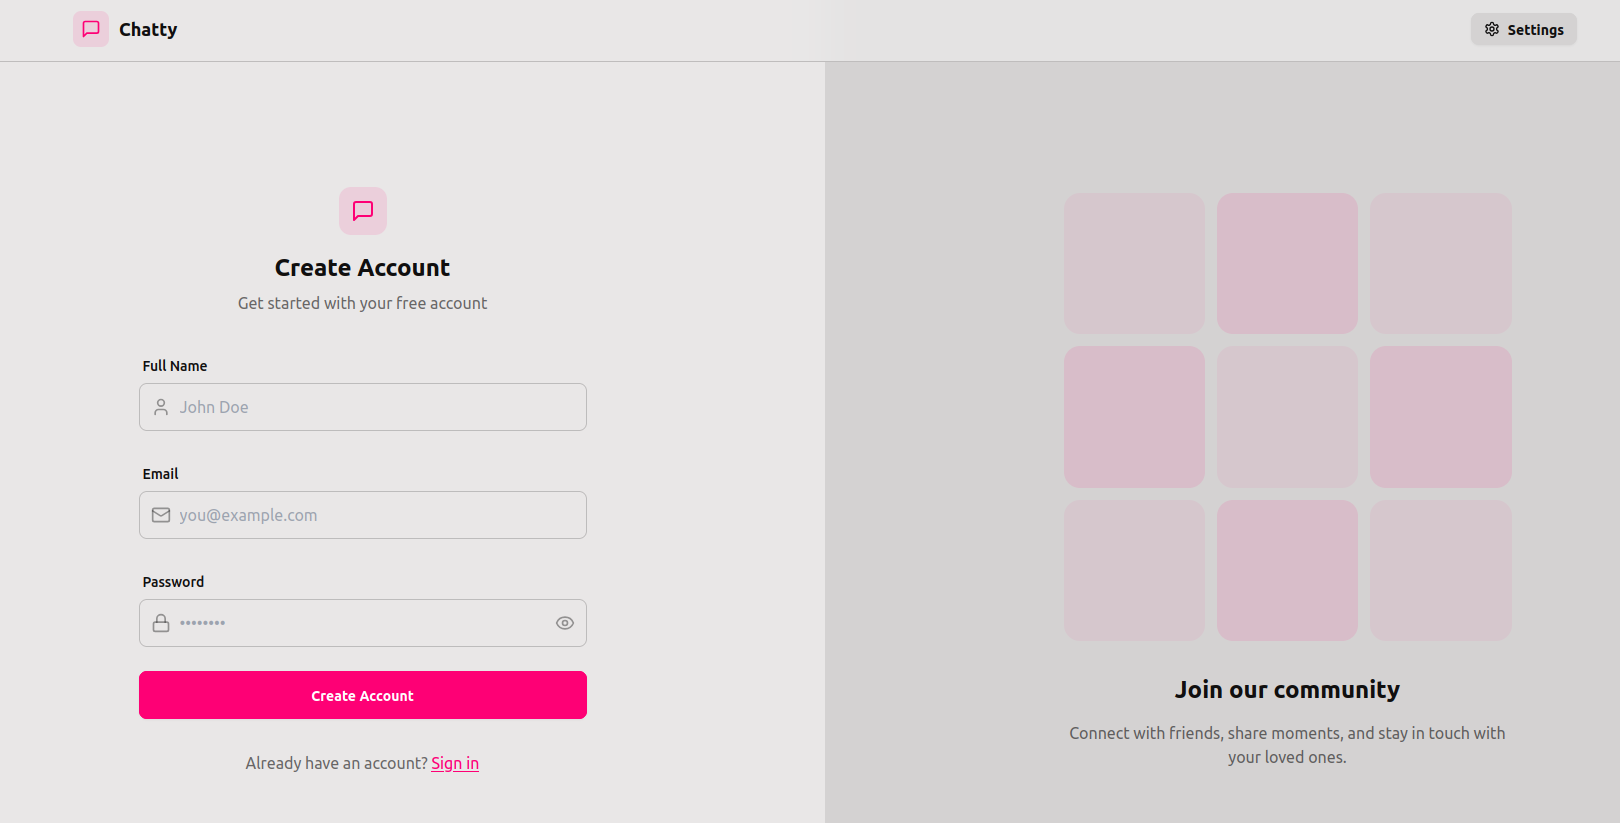 Chatty
Settings
Create Account
Get started with your free account
Full Name
John Doe
Email
you@example.com
Password
••••••••
Create Account
Already have an account? Sign in
Join our community
Connect with friends, share moments, and stay in touch with
your loved ones.